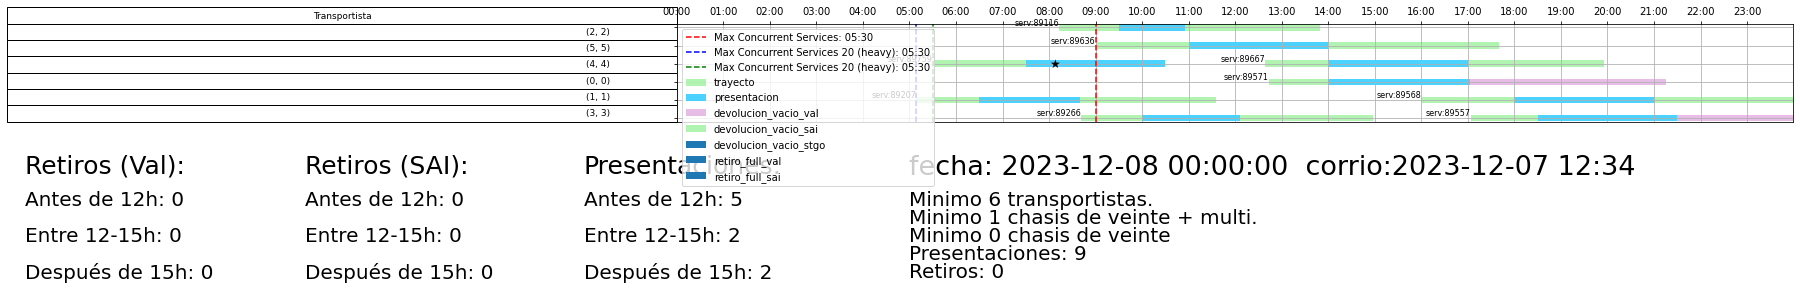 Transportista
00:00 01:00 02:00 03:00 04:00 05:00 06:00 07:00 08:00 09:00 10:00 11:00 12:00 13:00 14:00 15:00 16:00 17:00 18:00 19:00 20:00 21:00 22:00 23:00
serv:89116
(2, 2)
serv:89636
(5, 5)
serv:89667
(4, 4)
serv:89571
(0, 0)
serv:89207 serv:89568
(1, 1)
serv:89266 serv:89557
(3, 3)
Max Concurrent Services: 05:30
Max Concurrent Services 20 (heavy): 05:30
Max Concurrent Services 20 (heavy): 05:30
trayecto
presentacion
devolucion_vacio_val
devolucion_vacio_sai
devolucion_vacio_stgo
retiro_full_val
retiro_full_sai
Retiros (Val):
Antes de 12h: 0
Entre 12-15h: 0
Después de 15h: 0
Retiros (SAI):
Antes de 12h: 0
Entre 12-15h: 0
Después de 15h: 0
Presentaciones:
Antes de 12h: 5
Entre 12-15h: 2
Después de 15h: 2
fecha: 2023-12-08 00:00:00 corrio:2023-12-07 12:34
Minimo 6 transportistas.
Minimo 1 chasis de veinte + multi.
Minimo 0 chasis de veinte
Presentaciones: 9
Retiros: 0